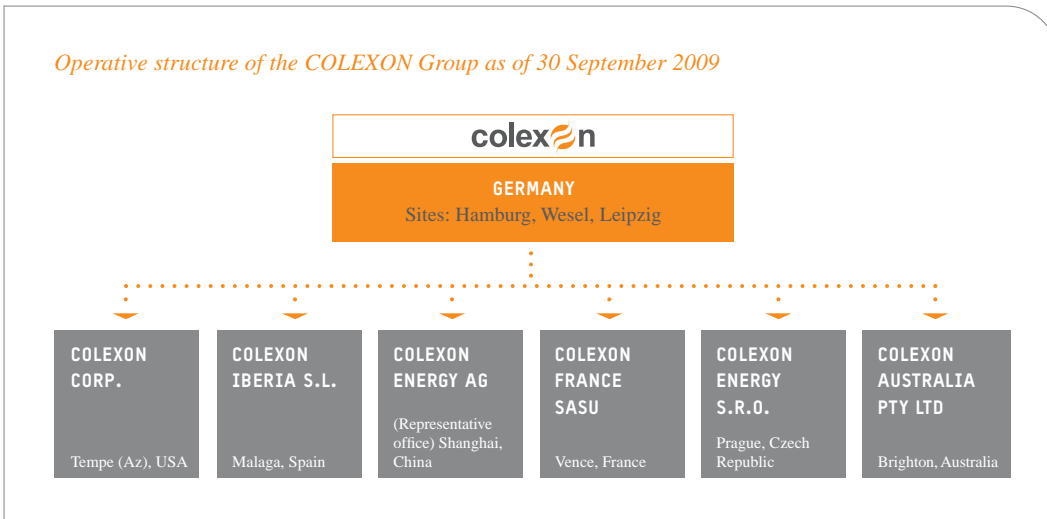 Operative structure of the COLEXON Group as of 30 September 2009
colexon
GERMANY
Sites: Hamburg, Wesel, Leipzig
COLEXON
CORP.
Tempe (Az), USA
COLEXON
IBERIA S.L.
Malaga, Spain
COLEXON
ENERGY AG
(Representative
office) Shanghai,
China
COLEXON
FRANCE
SASU
Vence, France
COLEXON
ENERGY
S.R.O.
Prague, Czech
Republic
COLEXON
AUSTRALIA
PTY LTD
Brighton, Australia